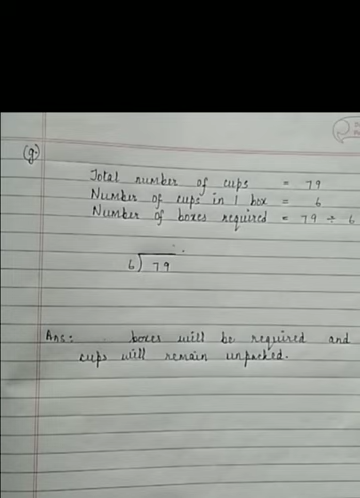 (g)
Total number of cups = 79
Number of cups in 1 box = 6
Number of boxes required = 79 ÷ 6
6) 79
Ans: boxes will be required and
cups will remain unpacked.